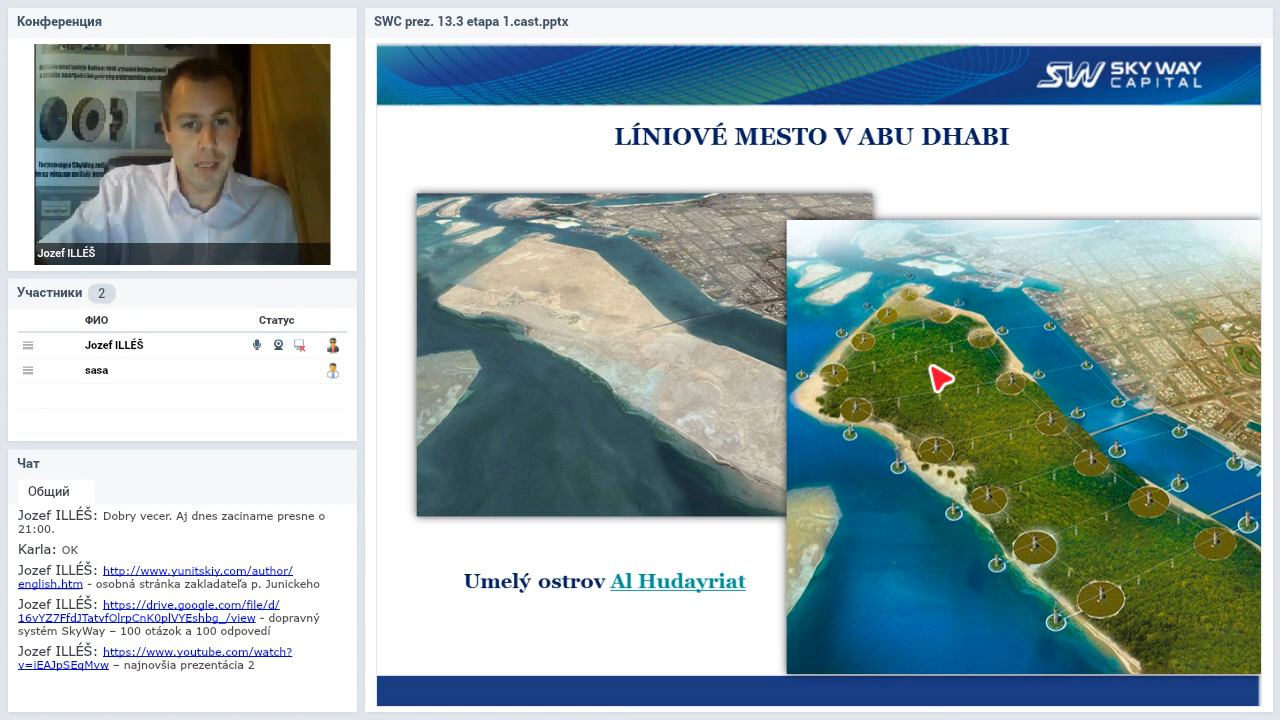 Конференция
Jozef ILLÉŠ
Участники 2
ФИО Статус
Jozef ILLÉŠ
sasa
Чат
Общий
Jozef ILLÉŠ: Dobry vecer. Aj dnes zaciname presne o
21:00.
Karla: OK
Jozef ILLÉŠ: http://www.yunitskiy.com/author/
english.htm - osobná stránka zakladateľa p. Junickeho
Jozef ILLÉŠ: https://drive.google.com/file/d/
16vYZ7FfdJTatvfOlrpCnK0plVYEshbg_/view - dopravný
systém SkyWay – 100 otázok a 100 odpovedí
Jozef ILLÉŠ: https://www.youtube.com/watch?
v=iEAJpSEqMvw – najnovšia prezentácia 2
SWC prez. 13.3 etapa 1.cast.pptx
SW SKY WAY
CAPITAL
LÍNIOVÉ MESTO V ABU DHABI
Umelý ostrov Al Hudayriat